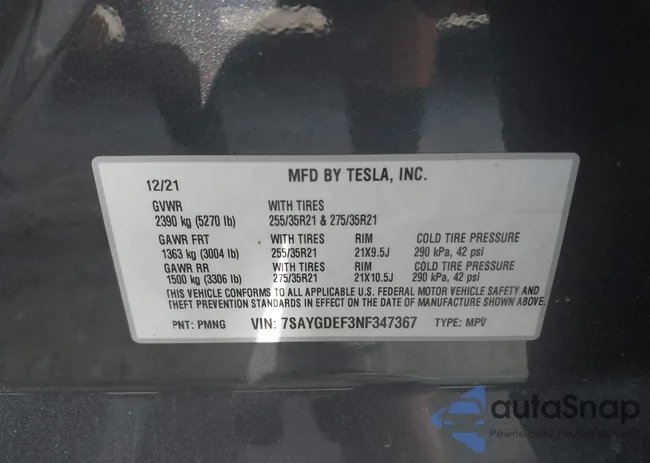 MFD BY TESLA, INC.
12/21
GVWR WITH TIRES
2390 kg (5270 lb) 255/35R21 & 275/35R21
GAWR FRT WITH TIRES RIM COLD TIRE PRESSURE
1363 kg (3004 lb) 255/35R21 21X9.5J 290 kPa, 42 psi
GAWR RR WITH TIRES RIM COLD TIRE PRESSURE
1500 kg (3306 lb) 275/35R21 21X10.5J 290 kPa, 42 psi
THIS VEHICLE CONFORMS TO ALL APPLICABLE U.S. FEDERAL MOTOR VEHICLE SAFETY AND
THEFT PREVENTION STANDARDS IN EFFECT ON THE DATE OF MANUFACTURE SHOWN ABOVE.
PNT: PMNG VIN: 7SAYGDEF3NF347367 TYPE: MPV
autaSnap
Pewne auta